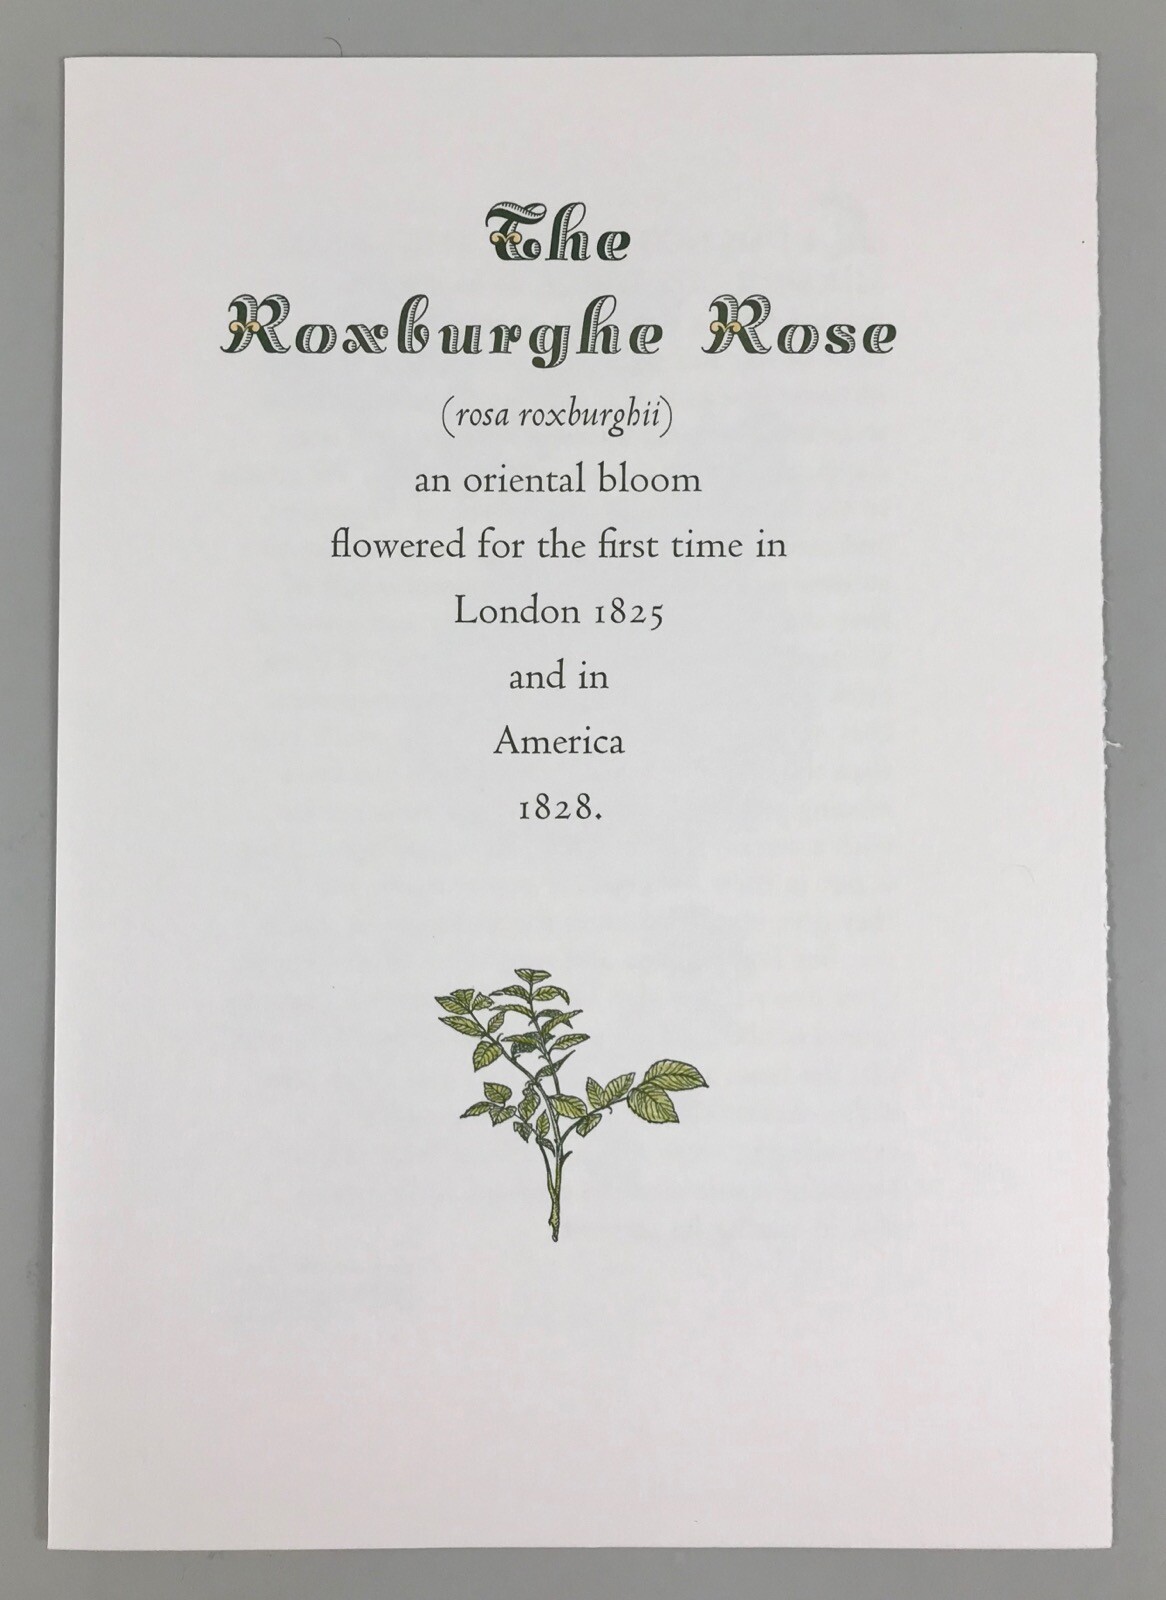 The
Roxburghe Rose
(rosa roxburghii)
an oriental bloom
flowered for the first time in
London 1825
and in
America
1828.